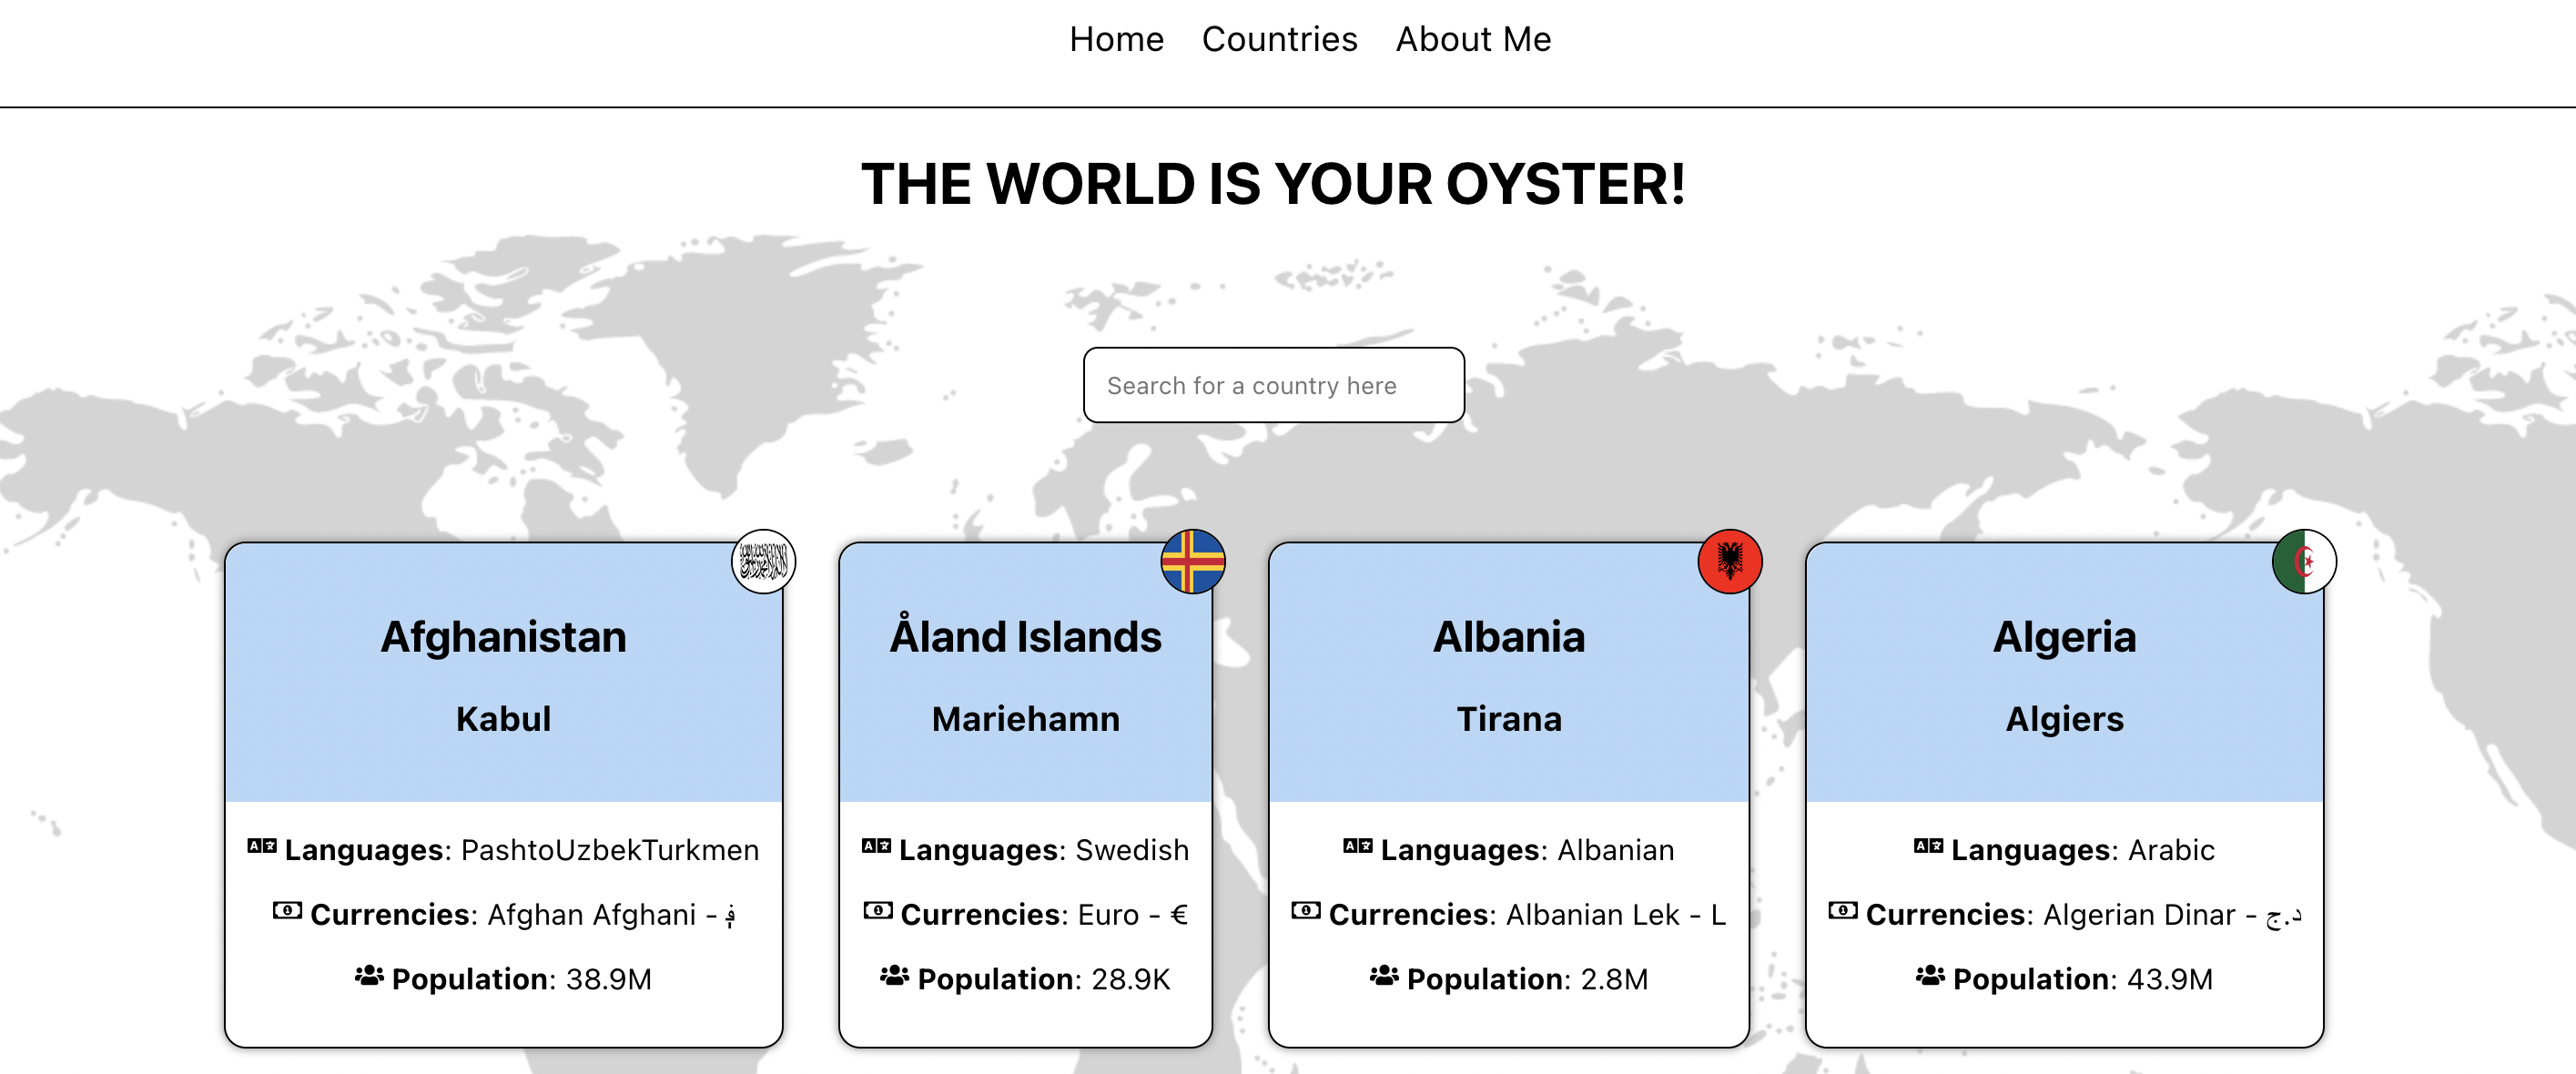 Home Countries About Me
THE WORLD IS YOUR OYSTER!
Search for a country here
Afghanistan
Kabul
Languages: PashtoUzbekTurkmen
Currencies: Afghan Afghani - ؋
Population: 38.9M
Åland Islands
Mariehamn
Languages: Swedish
Currencies: Euro - €
Population: 28.9K
Albania
Tirana
Languages: Albanian
Currencies: Albanian Lek - L
Population: 2.8M
Algeria
Algiers
Languages: Arabic
Currencies: Algerian Dinar - د.ج
Population: 43.9M